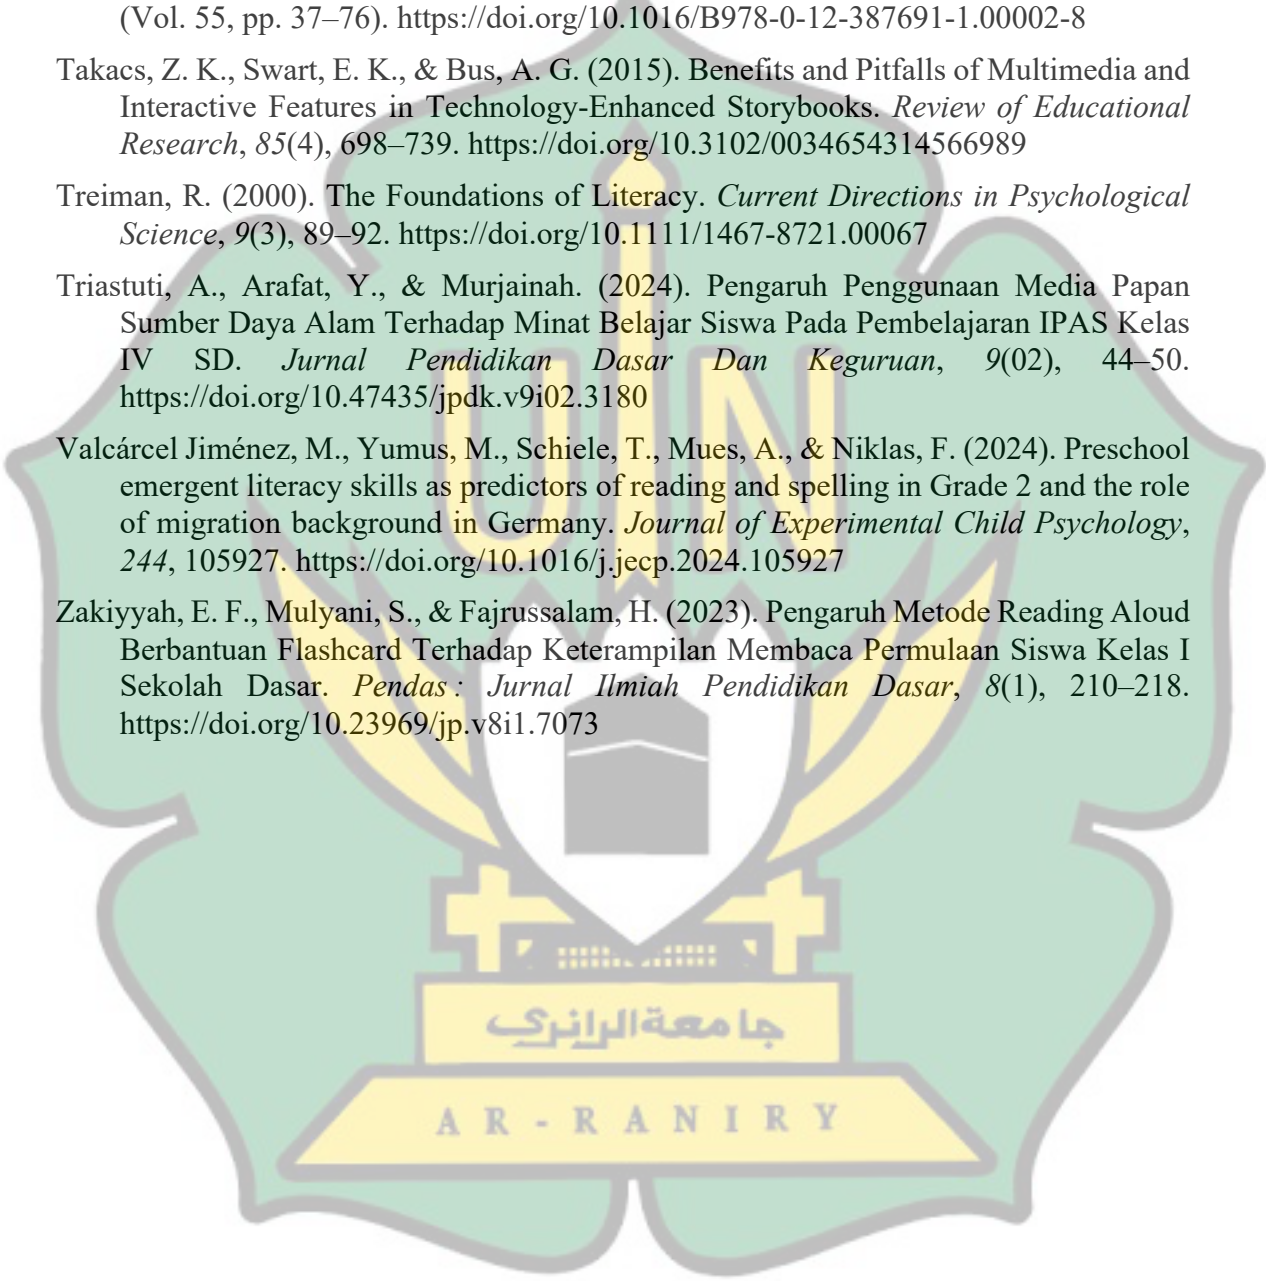 (Vol. 55, pp. 37–76). https://doi.org/10.1016/B978-0-12-387691-1.00002-8
Takacs, Z. K., Swart, E. K., & Bus, A. G. (2015). Benefits and Pitfalls of Multimedia and
Interactive Features in Technology-Enhanced Storybooks. Review of Educational
Research, 85(4), 698–739. https://doi.org/10.3102/0034654314566989
Treiman, R. (2000). The Foundations of Literacy. Current Directions in Psychological
Science, 9(3), 89–92. https://doi.org/10.1111/1467-8721.00067
Triastuti, A., Arafat, Y., & Murjainah. (2024). Pengaruh Penggunaan Media Papan
Sumber Daya Alam Terhadap Minat Belajar Siswa Pada Pembelajaran IPAS Kelas
IV SD. Jurnal Pendidikan Dasar Dan Keguruan, 9(02), 44–50.
https://doi.org/10.47435/jpdk.v9i02.3180
Valcárcel Jiménez, M., Yumus, M., Schiele, T., Mues, A., & Niklas, F. (2024). Preschool
emergent literacy skills as predictors of reading and spelling in Grade 2 and the role
of migration background in Germany. Journal of Experimental Child Psychology,
244, 105927. https://doi.org/10.1016/j.jecp.2024.105927
Zakiyyah, E. F., Mulyani, S., & Fajrussalam, H. (2023). Pengaruh Metode Reading Aloud
Berbantuan Flashcard Terhadap Keterampilan Membaca Permulaan Siswa Kelas I
Sekolah Dasar. Pendas : Jurnal Ilmiah Pendidikan Dasar, 8(1), 210–218.
https://doi.org/10.23969/jp.v8i1.7073
UIN
جامعة الرانري
AR-RANIRY